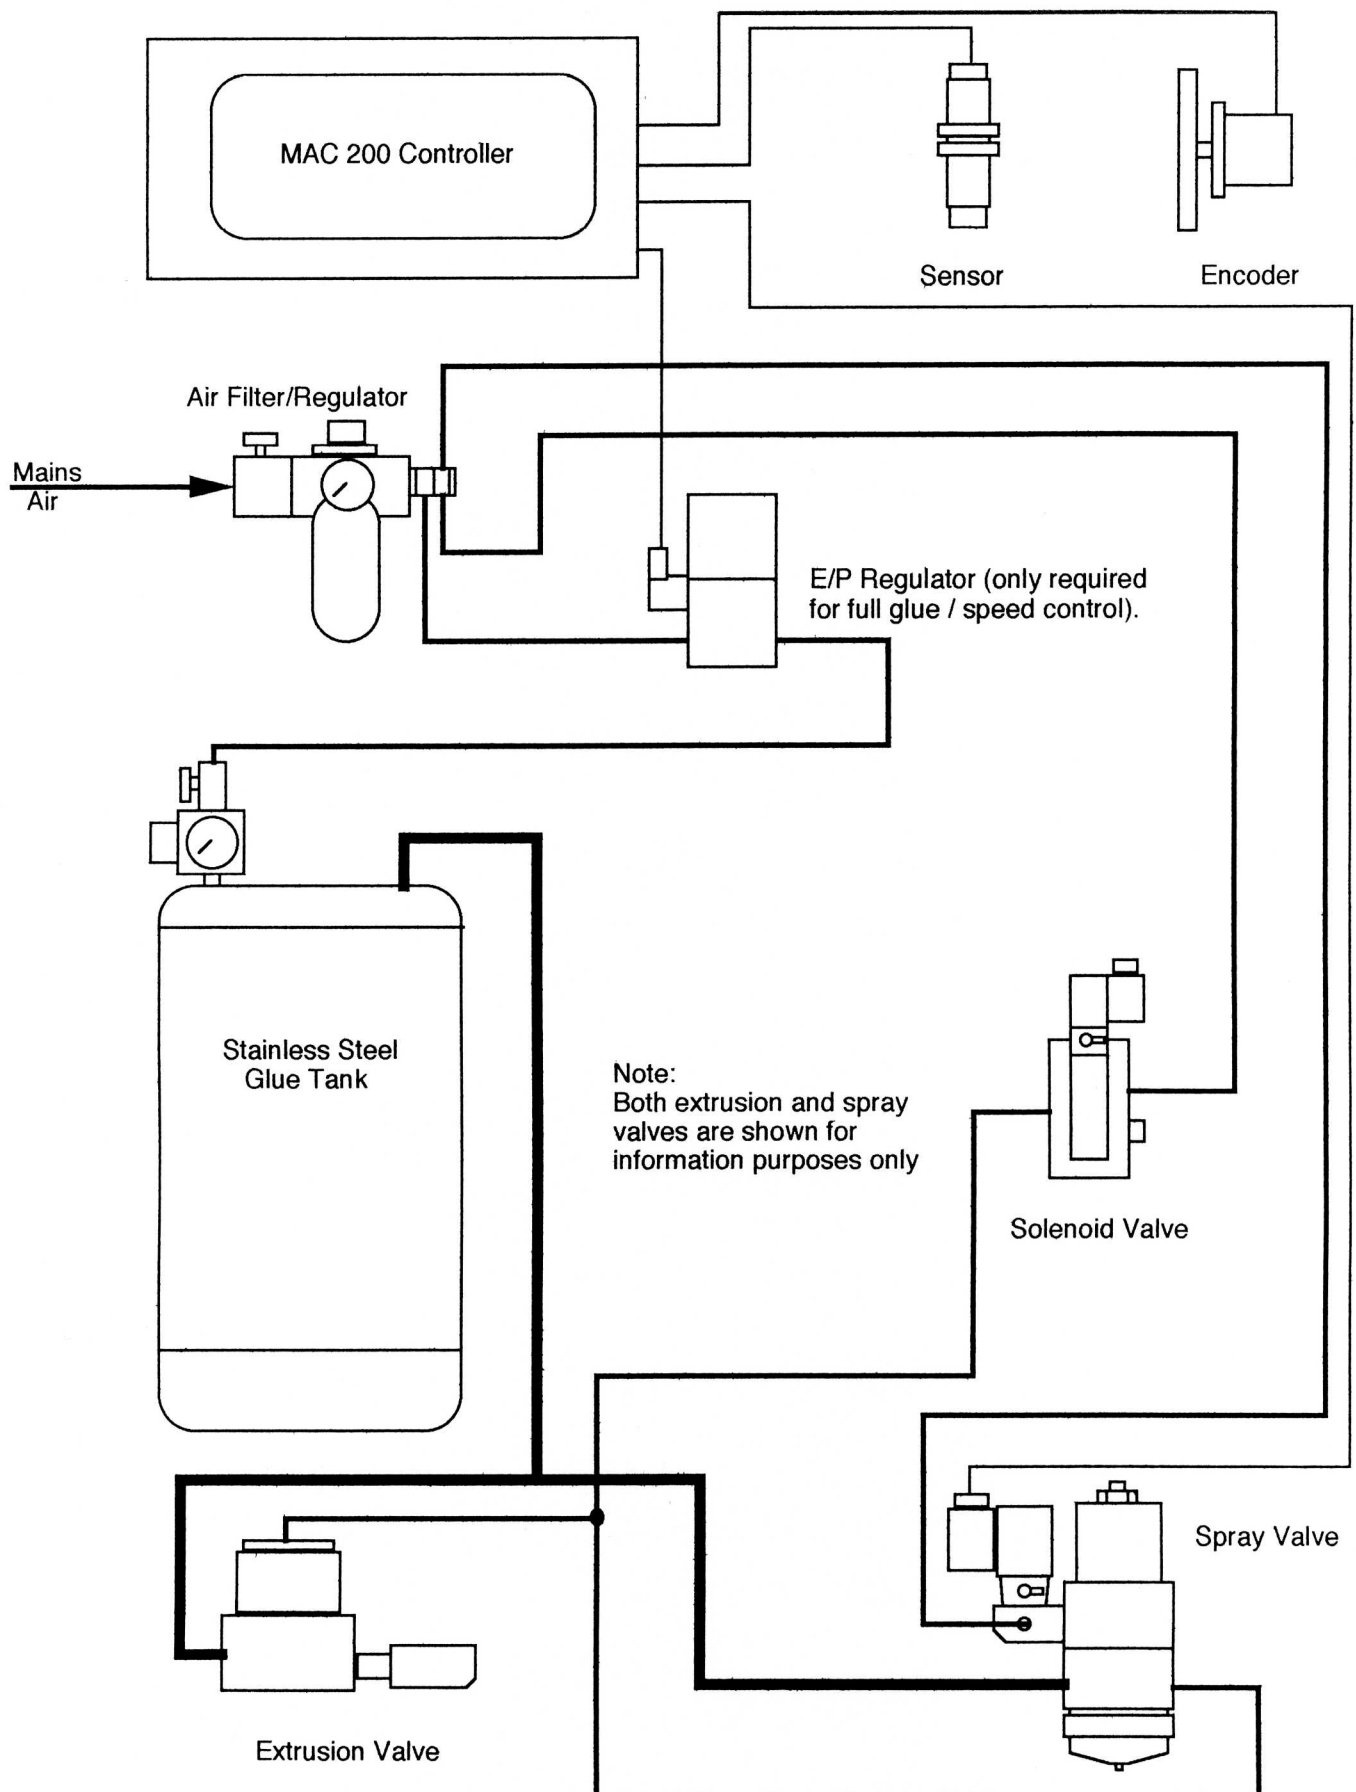 MAC 200 Controller
Sensor
Encoder
Air Filter/Regulator
Mains
Air
E/P Regulator (only required
for full glue / speed control).
Stainless Steel
Glue Tank
Note:
Both extrusion and spray
valves are shown for
information purposes only
Solenoid Valve
Spray Valve
Extrusion Valve